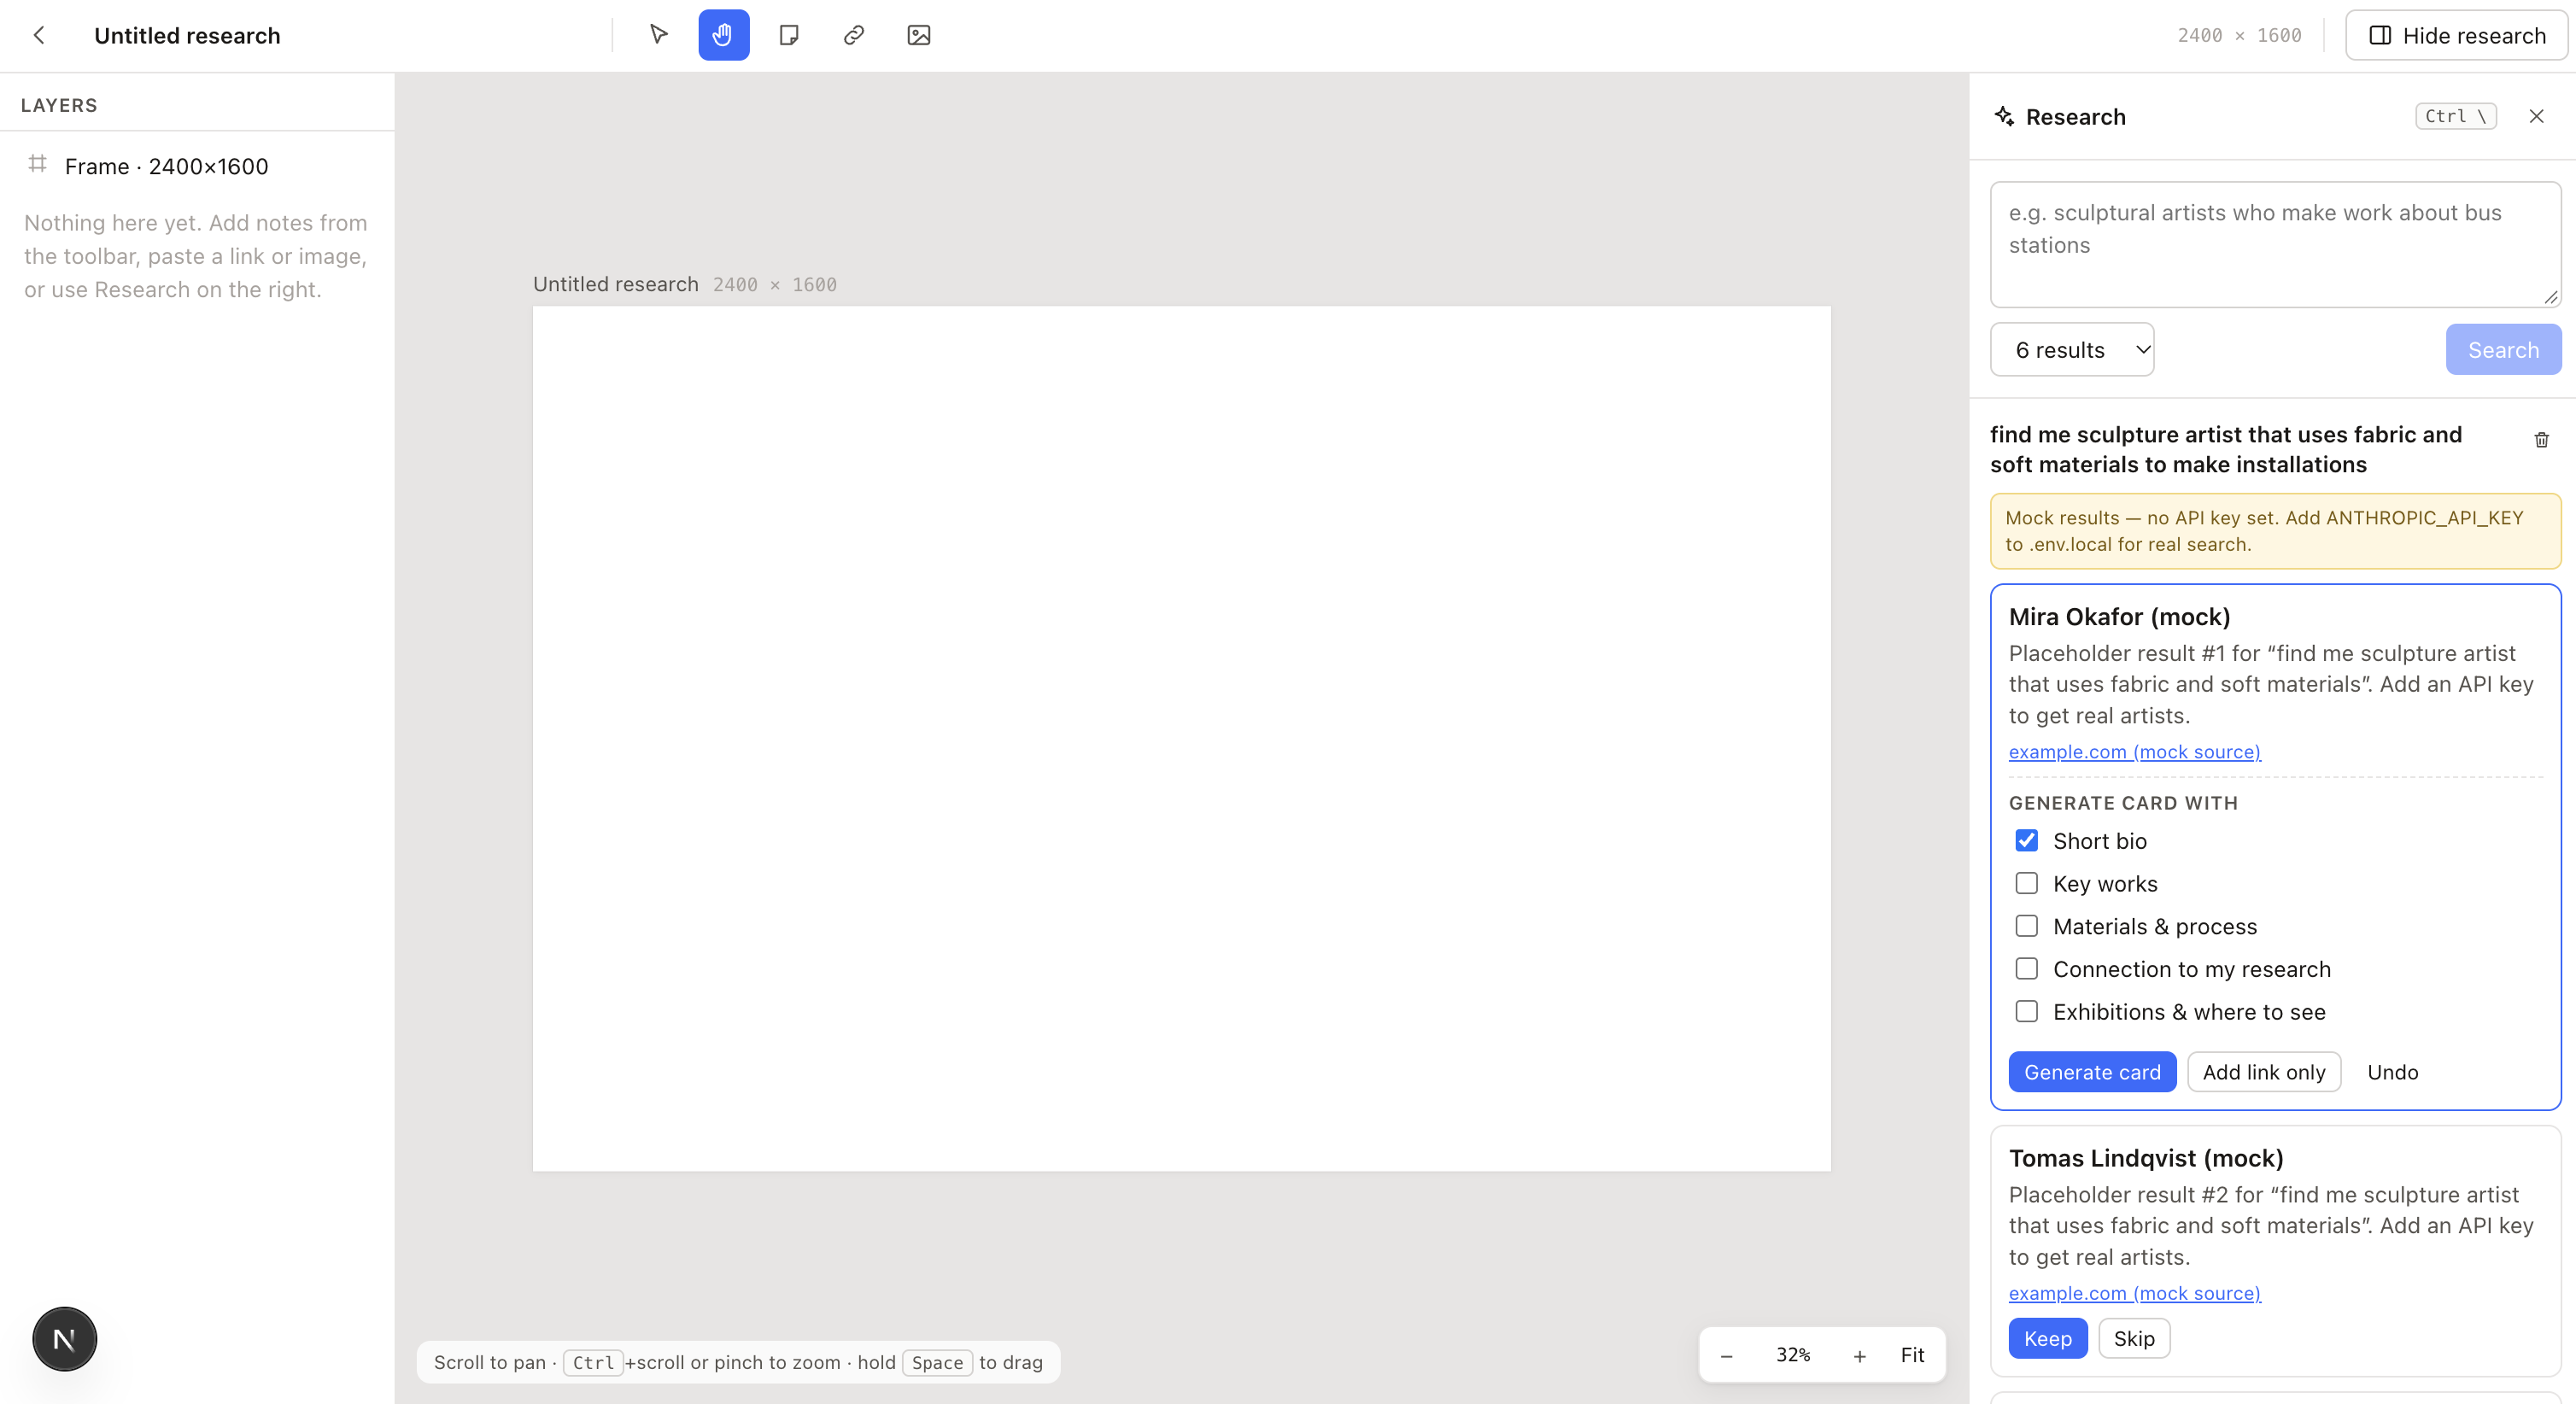 Untitled research
2400 × 1600
Hide research
LAYERS
Frame · 2400×1600
Nothing here yet. Add notes from
the toolbar, paste a link or image,
or use Research on the right.
Untitled research 2400 × 1600
Scroll to pan · Ctrl +scroll or pinch to zoom · hold Space to drag
− 32% + Fit
N
Research
Ctrl \
e.g. sculptural artists who make work about bus
stations
6 results
Search
find me sculpture artist that uses fabric and
soft materials to make installations
Mock results — no API key set. Add ANTHROPIC_API_KEY
to .env.local for real search.
Mira Okafor (mock)
Placeholder result #1 for “find me sculpture artist
that uses fabric and soft materials”. Add an API key
to get real artists.
example.com (mock source)
GENERATE CARD WITH
Short bio
Key works
Materials & process
Connection to my research
Exhibitions & where to see
Generate card Add link only Undo
Tomas Lindqvist (mock)
Placeholder result #2 for “find me sculpture artist
that uses fabric and soft materials”. Add an API key
to get real artists.
example.com (mock source)
Keep Skip